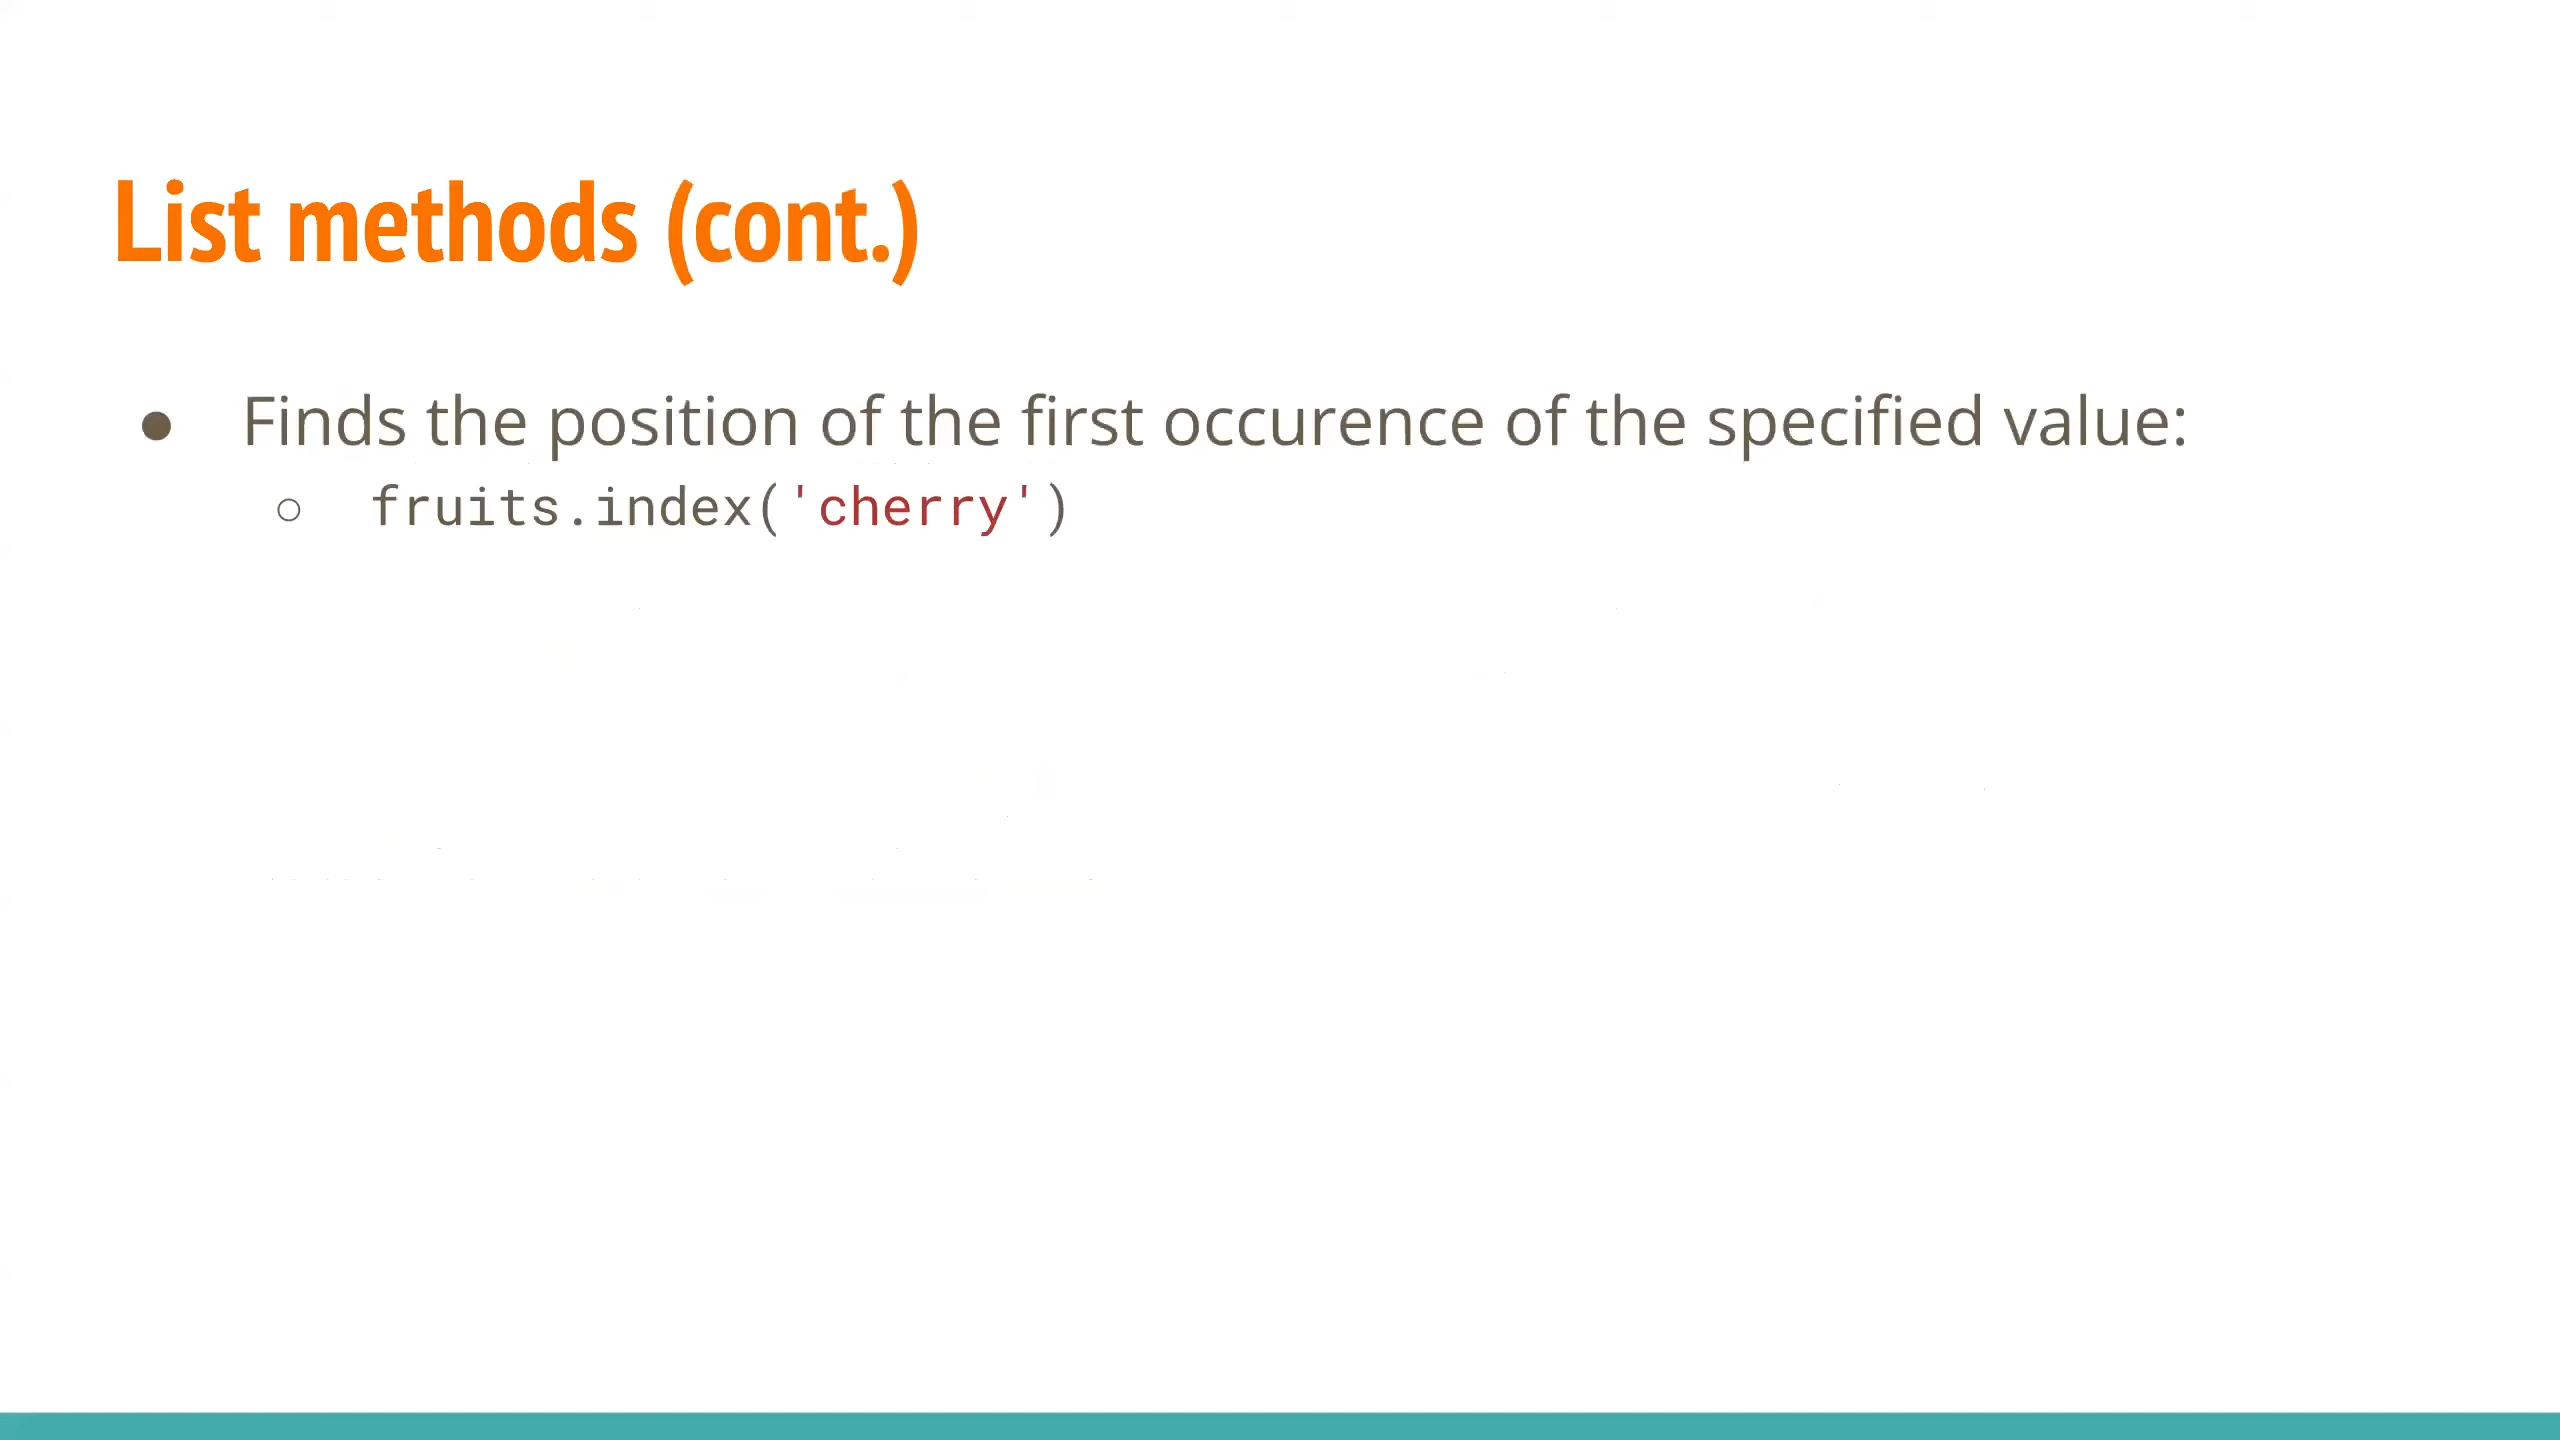 List methods (cont.)
● Finds the position of the first occurence of the specified value:
○ fruits.index('cherry')